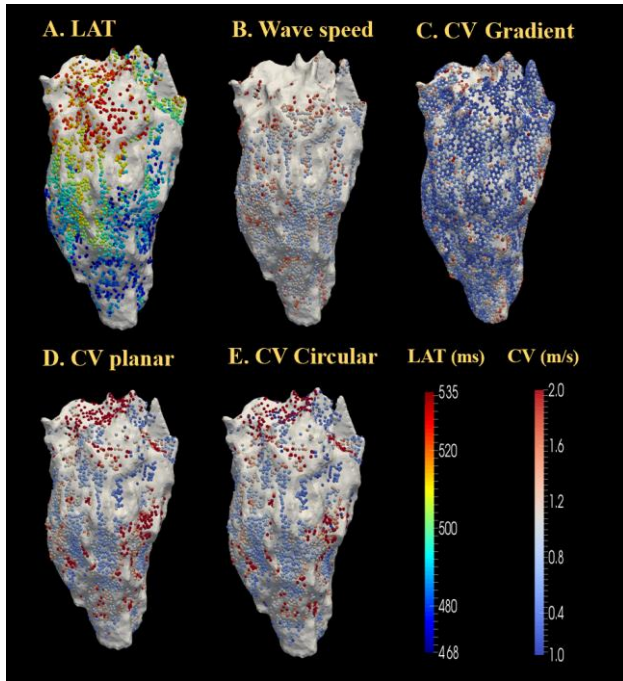 A. LAT
B. Wave speed
C. CV Gradient
D. CV planar
E. CV Circular
LAT (ms)
CV (m/s)
535
520
500
480
468
2.0
1.6
1.2
0.8
0.4
1.0